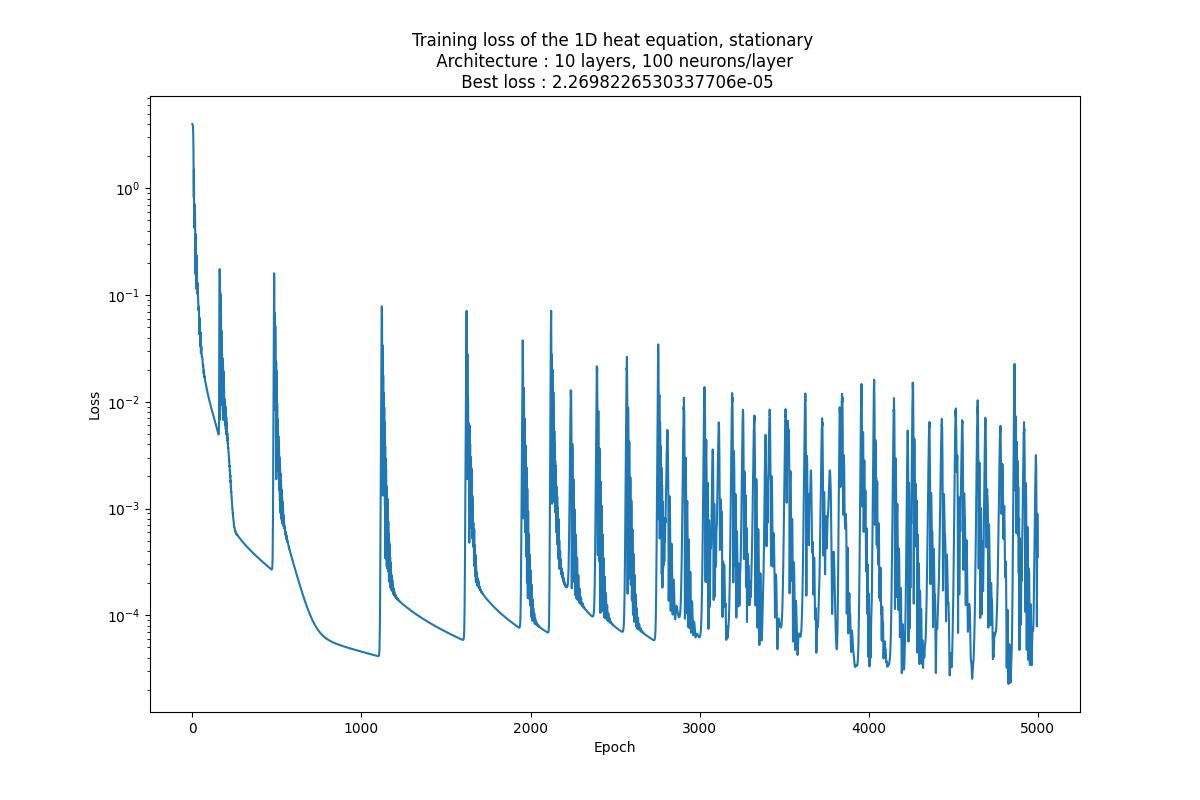 Training loss of the 1D heat equation, stationary
Architecture : 10 layers, 100 neurons/layer
Best loss : 2.2698226530337706e-05
10⁰
10⁻¹
10⁻²
10⁻³
10⁻⁴
Loss
0 1000 2000 3000 4000 5000
Epoch